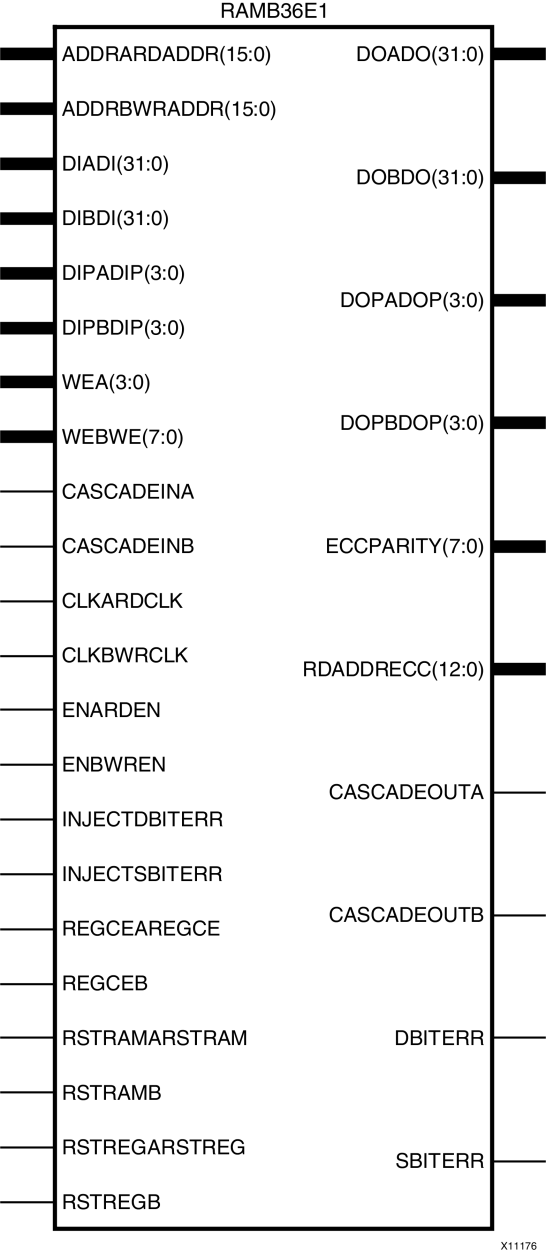 RAMB36E1
ADDRARDADDR(15:0)
ADDRBWRADDR(15:0)
DIADI(31:0)
DIBDI(31:0)
DIPADIP(3:0)
DIPBDIP(3:0)
WEA(3:0)
WEBWE(7:0)
CASCADEINA
CASCADEINB
CLKARDCLK
CLKBWRCLK
ENARDEN
ENBWREN
INJECTDBITERR
INJECTSBITERR
REGCEAREGCE
REGCEB
RSTRAMARSTRAM
RSTRAMB
RSTREGARSTREG
RSTREGB
DOADO(31:0)
DOBDO(31:0)
DOPADOP(3:0)
DOPBDOP(3:0)
ECCPARITY(7:0)
RDADDRECC(12:0)
CASCADEOUTA
CASCADEOUTB
DBITERR
SBITERR
X11176